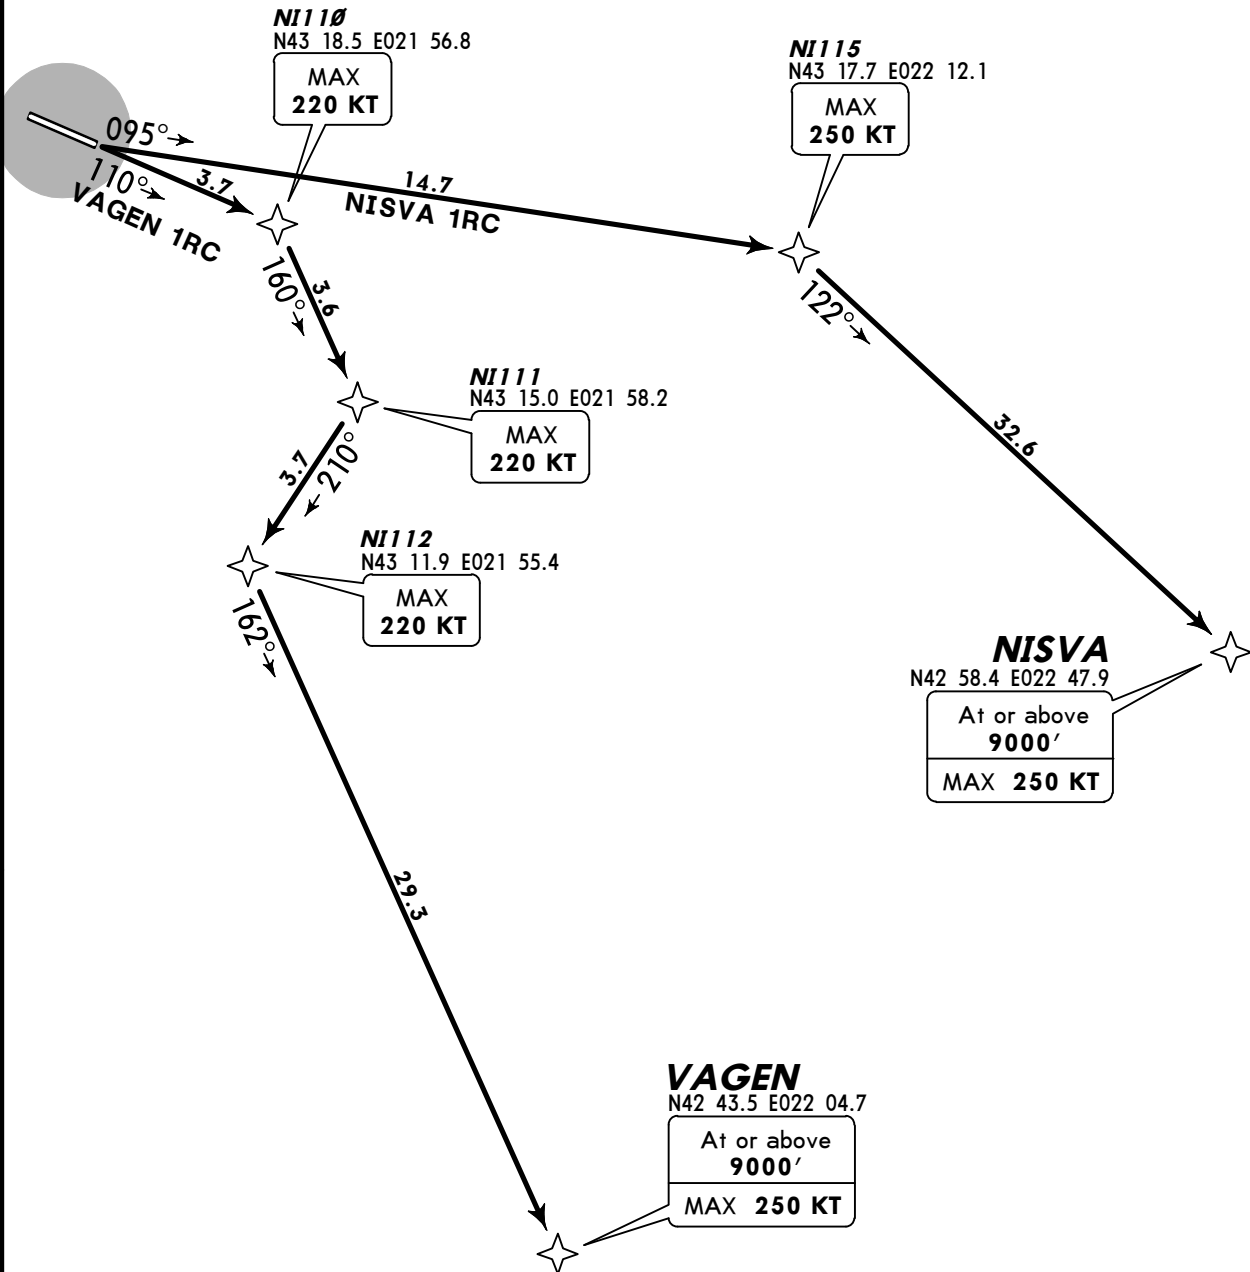 NI11Ø
N43 18.5 E021 56.8
MAX
220 KT
NI115
N43 17.7 E022 12.1
MAX
250 KT
095°
110°
3.7
VAGEN 1RC
14.7
NISVA 1RC
160°
3.6
122°
32.6
NI111
N43 15.0 E021 58.2
MAX
220 KT
210°
3.7
NI112
N43 11.9 E021 55.4
MAX
220 KT
162°
29.3
NISVA
N42 58.4 E022 47.9
At or above
9000'
MAX 250 KT
VAGEN
N42 43.5 E022 04.7
At or above
9000'
MAX 250 KT